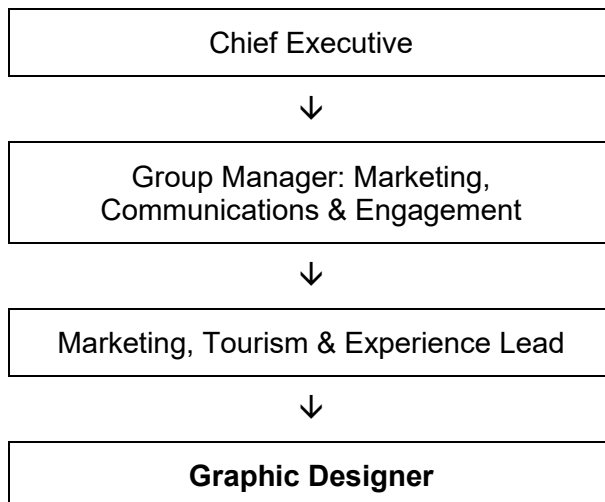 Chief Executive
↓
Group Manager: Marketing,
Communications & Engagement
↓
Marketing, Tourism & Experience Lead
↓
Graphic Designer